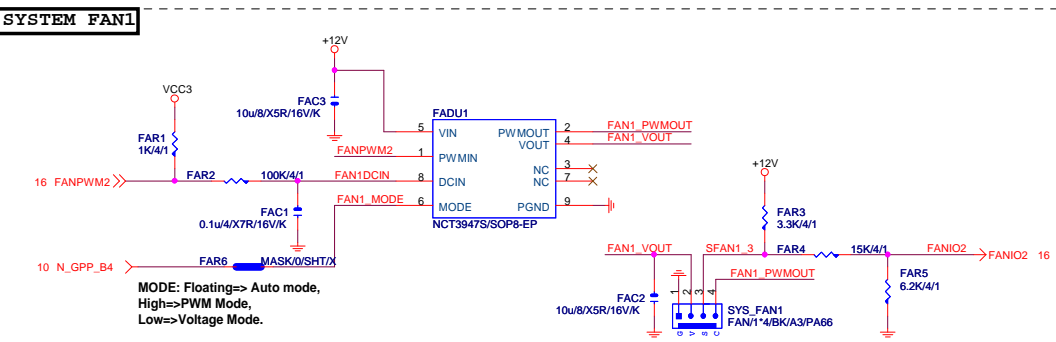 SYSTEM FAN1
+12V
VCC3
FAC3
10u/8/X5R/16V/K
FADU1
FAR1
1K/4/1
5 VIN PWMOUT 2 FAN1_PWMOUT
VOUT 4 FAN1_VOUT
FANPWM2 1 PWMIN
NC 3
16 FANPWM2 FAR2 100K/4/1 FAN1DCIN 8 DCIN NC 7
FAN1_MODE 6 MODE PGND 9
FAC1
0.1u/4/X7R/16V/K
NCT3947S/SOP8-EP
+12V
FAR3
3.3K/4/1
10 N_GPP_B4 FAR6 MASK/0/SHT/X
FAN1_VOUT SFAN1_3 FAR4 15K/4/1 FANIO2 FANIO2 16
MODE: Floating=> Auto mode,
High=>PWM Mode,
Low=>Voltage Mode.
FAN1_PWMOUT
FAR5
6.2K/4/1
FAC2
10u/8/X5R/16V/K
1 2 3 4
G V S C
SYS_FAN1
FAN/1*4/BK/A3/PA66